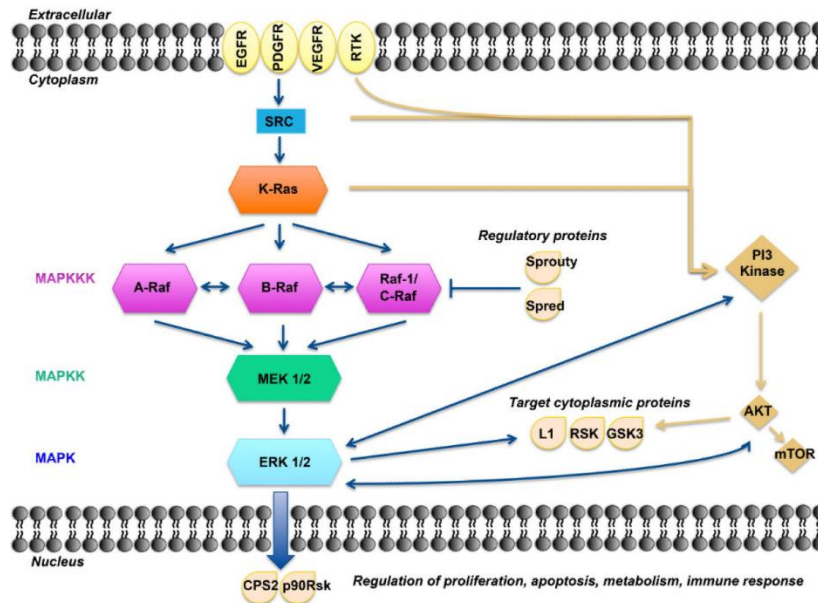 Extracellular
Cytoplasm
EGFR
PDGFR
VEGFR
RTK
SRC
K-Ras
Regulatory proteins
Sprouty
Spred
MAPKKK
A-Raf
B-Raf
Raf-1/
C-Raf
PI3
Kinase
MAPKK
MEK 1/2
Target cytoplasmic proteins
L1 RSK GSK3
AKT
mTOR
MAPK
ERK 1/2
Nucleus
CPS2 p90Rsk
Regulation of proliferation, apoptosis, metabolism, immune response